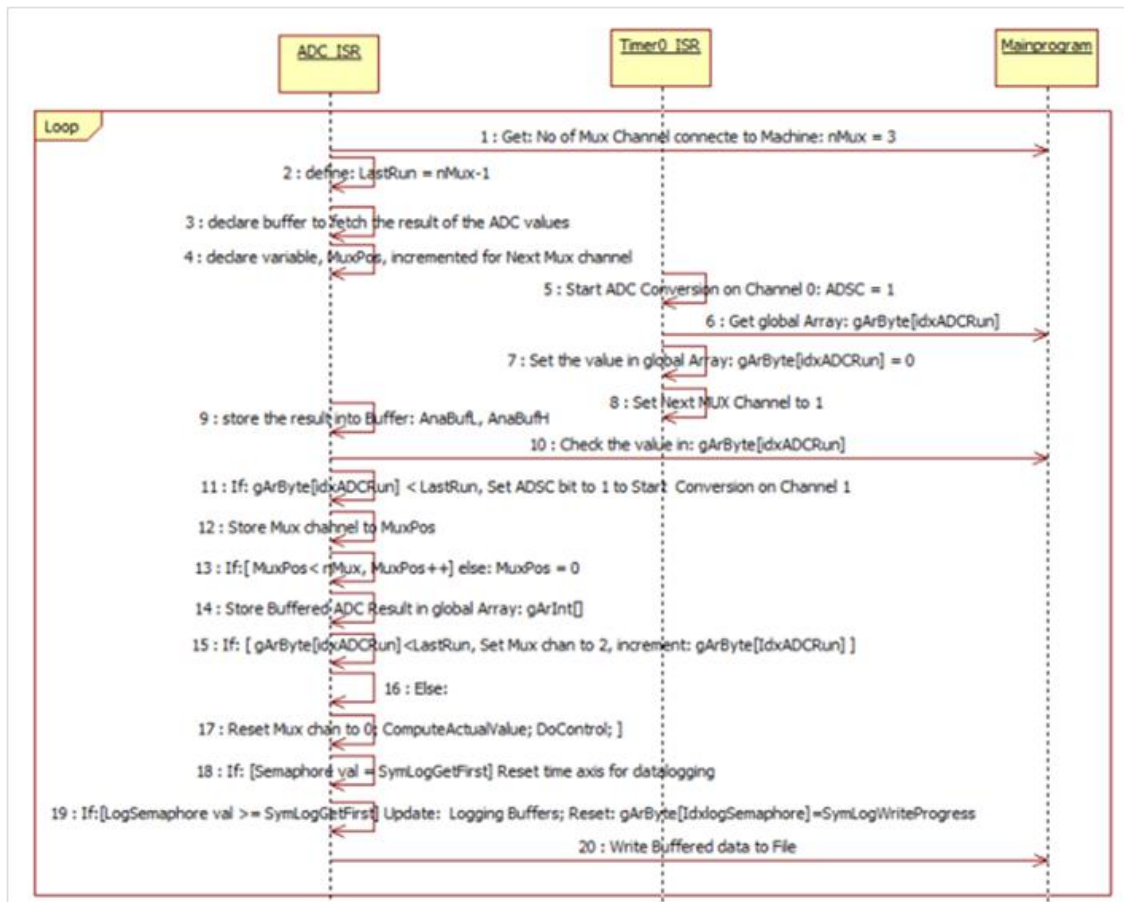 ADC_ISR
Timer0_ISR
Mainprogram
Loop
1 : Get: No of Mux Channel connecte to Machine: nMux = 3
2 : define: LastRun = nMux-1
3 : declare buffer to fetch the result of the ADC values
4 : declare variable, MuxPos, incremented for Next Mux channel
5 : Start ADC Conversion on Channel 0: ADSC = 1
6 : Get global Array: gArByte[idxADCRun]
7 : Set the value in global Array: gArByte[idxADCRun] = 0
8 : Set Next MUX Channel to 1
9 : store the result into Buffer: AnaBufL, AnaBufH
10 : Check the value in: gArByte[idxADCRun]
11 : If: gArByte[idxADCRun] < LastRun, Set ADSC bit to 1 to Start Conversion on Channel 1
12 : Store Mux channel to MuxPos
13 : If:[ MuxPos< nMux, MuxPos++] else: MuxPos = 0
14 : Store Buffered ADC Result in global Array: gArInt[]
15 : If: [ gArByte[idxADCRun]<LastRun, Set Mux chan to 2, increment: gArByte[IdxADCRun] ]
16 : Else:
17 : Reset Mux chan to 0; ComputeActualValue; DoControl; ]
18 : If: [Semaphore val = SymLogGetFirst] Reset time axis for datalogging
19 : If:[LogSemaphore val >= SymLogGetFirst] Update: Logging Buffers; Reset: gArByte[IdxlogSemaphore]=SymLogWriteProgress
20 : Write Buffered data to File